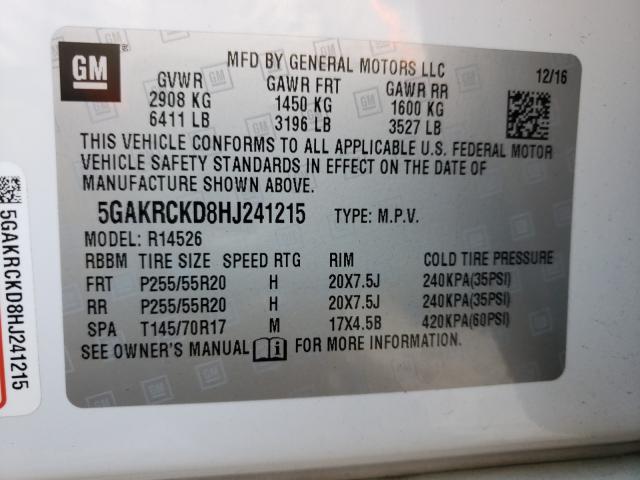 GM
MFD BY GENERAL MOTORS LLC
12/16
GVWR GAWR FRT GAWR RR
2908 KG 1450 KG 1600 KG
6411 LB 3196 LB 3527 LB
THIS VEHICLE CONFORMS TO ALL APPLICABLE U.S. FEDERAL MOTOR
VEHICLE SAFETY STANDARDS IN EFFECT ON THE DATE OF
MANUFACTURE SHOWN ABOVE.
5GAKRCKD8HJ241215 TYPE: M.P.V.
MODEL: R14526
RBBM TIRE SIZE SPEED RTG RIM COLD TIRE PRESSURE
FRT P255/55R20 H 20X7.5J 240KPA(35PSI)
RR P255/55R20 H 20X7.5J 240KPA(35PSI)
SPA T145/70R17 M 17X4.5B 420KPA(60PSI)
SEE OWNER'S MANUAL FOR MORE INFORMATION.
5GAKRCKD8HJ241215